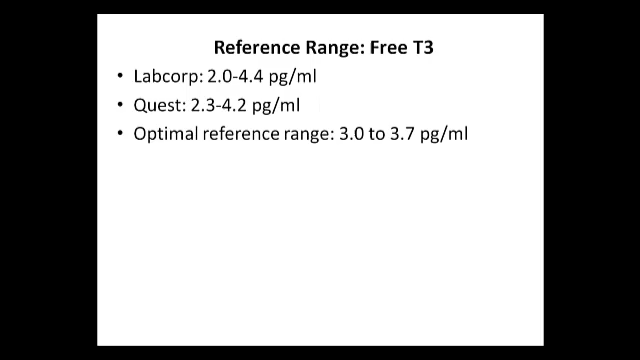 Reference Range: Free T3
• Labcorp: 2.0-4.4 pg/ml
• Quest: 2.3-4.2 pg/ml
• Optimal reference range: 3.0 to 3.7 pg/ml